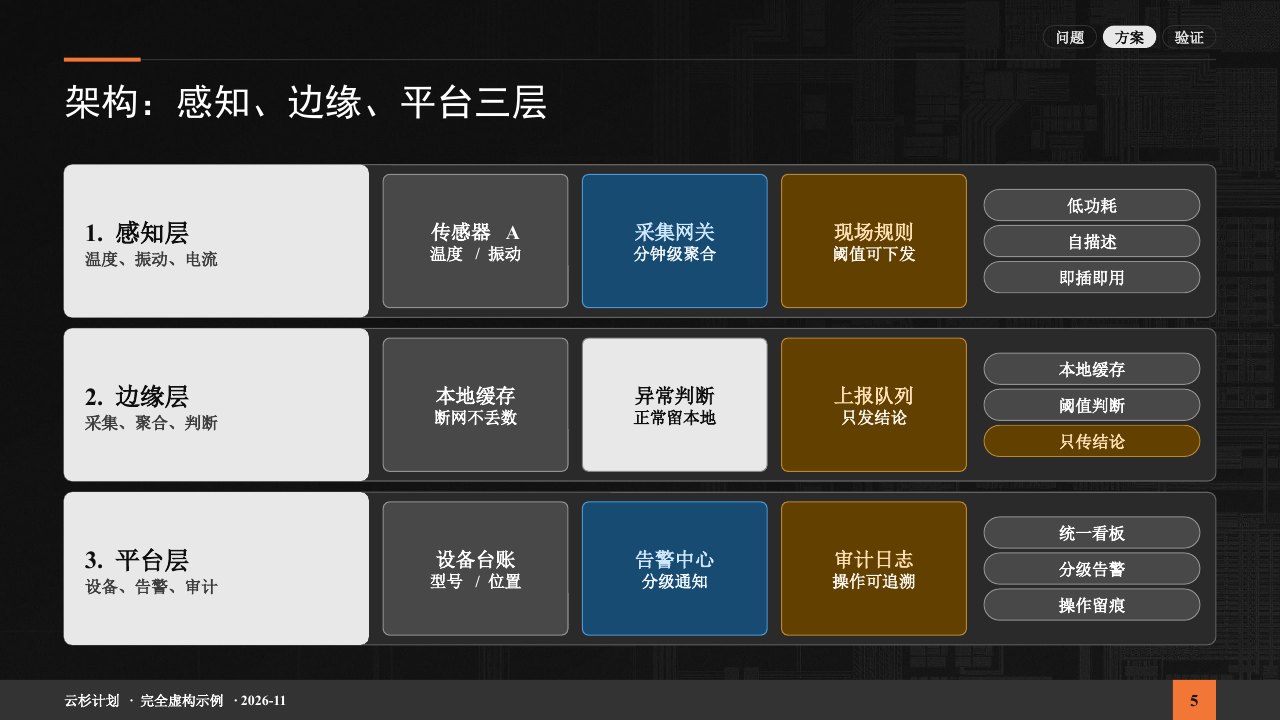 问题
方案
验证
架构：感知、边缘、平台三层
1. 感知层
温度、振动、电流
传感器 A
温度 / 振动
采集网关
分钟级聚合
现场规则
阈值可下发
低功耗
自描述
即插即用
2. 边缘层
采集、聚合、判断
本地缓存
断网不丢数
异常判断
正常留本地
上报队列
只发结论
本地缓存
阈值判断
只传结论
3. 平台层
设备、告警、审计
设备台账
型号 / 位置
告警中心
分级通知
审计日志
操作可追溯
统一看板
分级告警
操作留痕
云杉计划 · 完全虚构示例 · 2026-11
5